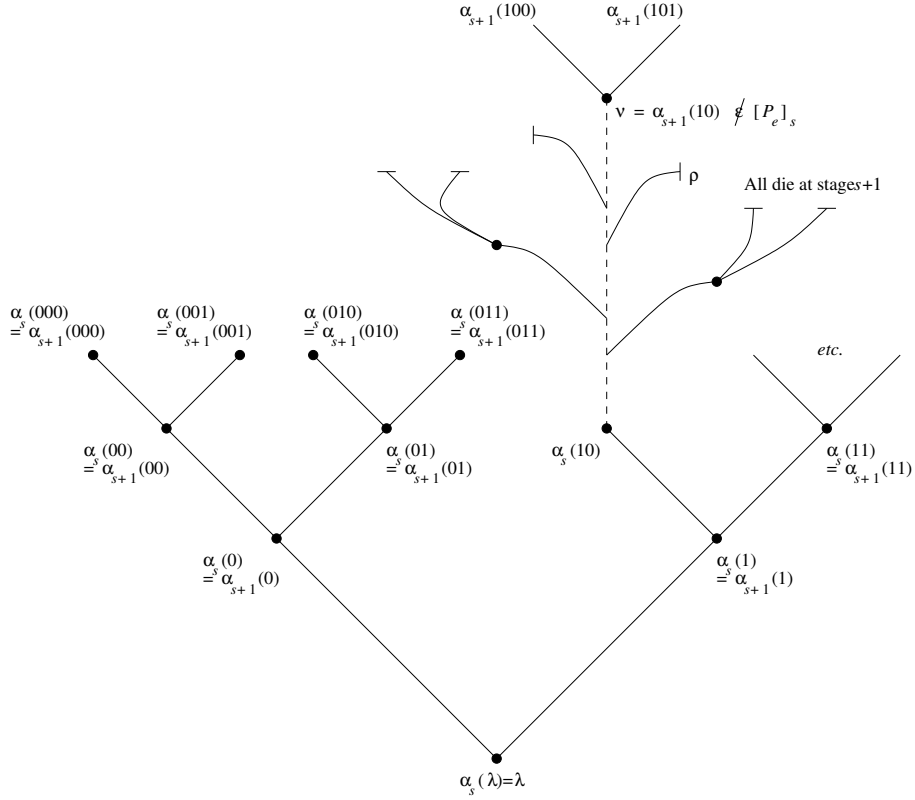 α_{s+1}(100)
α_{s+1}(101)
ν = α_{s+1}(10) ∉ [P_e]_s
ρ
All die at stage s+1
α_s(000)
= α_{s+1}(000)
α_s(001)
= α_{s+1}(001)
α_s(010)
= α_{s+1}(010)
α_s(011)
= α_{s+1}(011)
etc.
α_s(00)
= α_{s+1}(00)
α_s(01)
= α_{s+1}(01)
α_s(10)
α_s(11)
= α_{s+1}(11)
α_s(0)
= α_{s+1}(0)
α_s(1)
= α_{s+1}(1)
α_s(λ)=λ